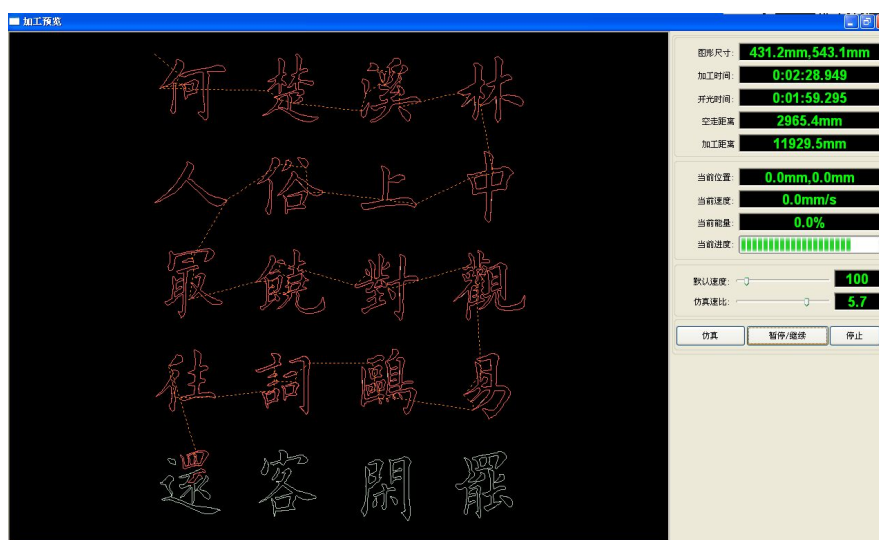 加工预览
林中觀易罷
溪上對鷗閒
楚俗饒詞客
何人最往還
图形尺寸: 431.2mm,543.1mm
加工时间: 0:02:28.949
开光时间: 0:01:59.295
空走距离 2965.4mm
加工距离 11929.5mm
当前位置: 0.0mm,0.0mm
当前速度: 0.0mm/s
当前能量: 0.0%
当前进度:
默认速度: 100
仿真速比: 5.7
仿真 暂停/继续 停止